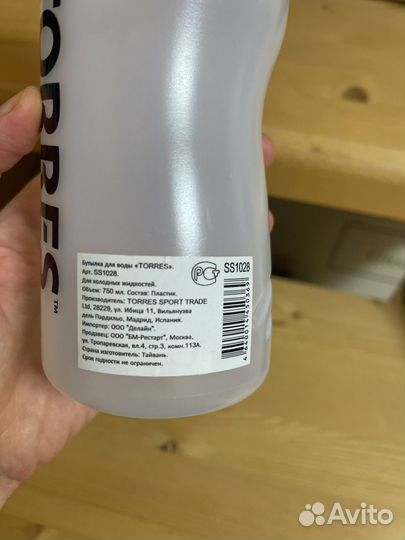 TORRES™
Бутылка для воды «TORRES».
Арт. SS1028.
Для холодных жидкостей.
Объем: 750 мл. Состав: Пластик.
Производитель: TORRES SPORT TRADE
Ltd, 28229, ул. Ибица 11, Вильянуэва
дель Пардильо, Мадрид, Испания.
Импортер: ООО "Делайн".
Продавец: ООО "БМ-Рестарт", Москва,
ул. Тропаревская, вл.4, стр.3, комн.113А.
Страна изготовитель: Тайвань.
Срок годности не ограничен.
РСТ
SS1028
Avito